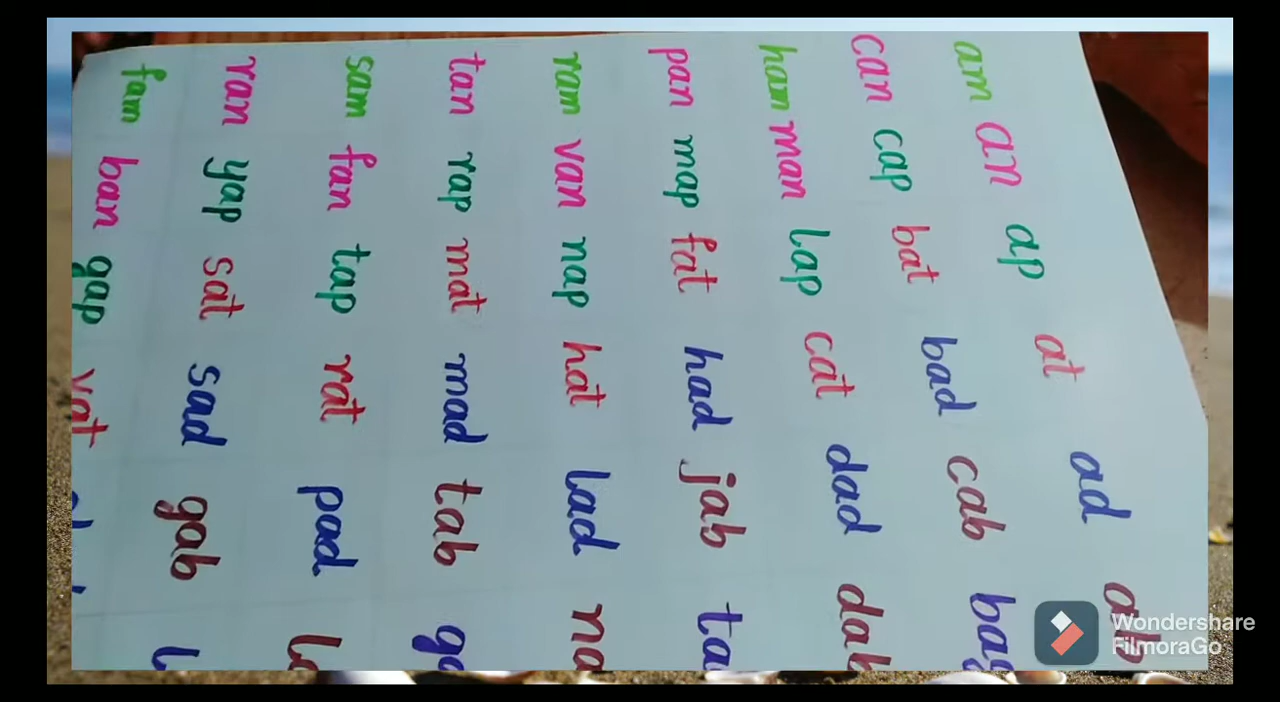 am an ap at ad ab
can cap bat bad cab
ham man lap cat dad dab
pan map fat had jab
ram van nap hat lad
tan rap mat mad tab
sam fan tap rat pad
ran yap sat sad gab
fam ban gap vat
Wondershare
FilmoraGo